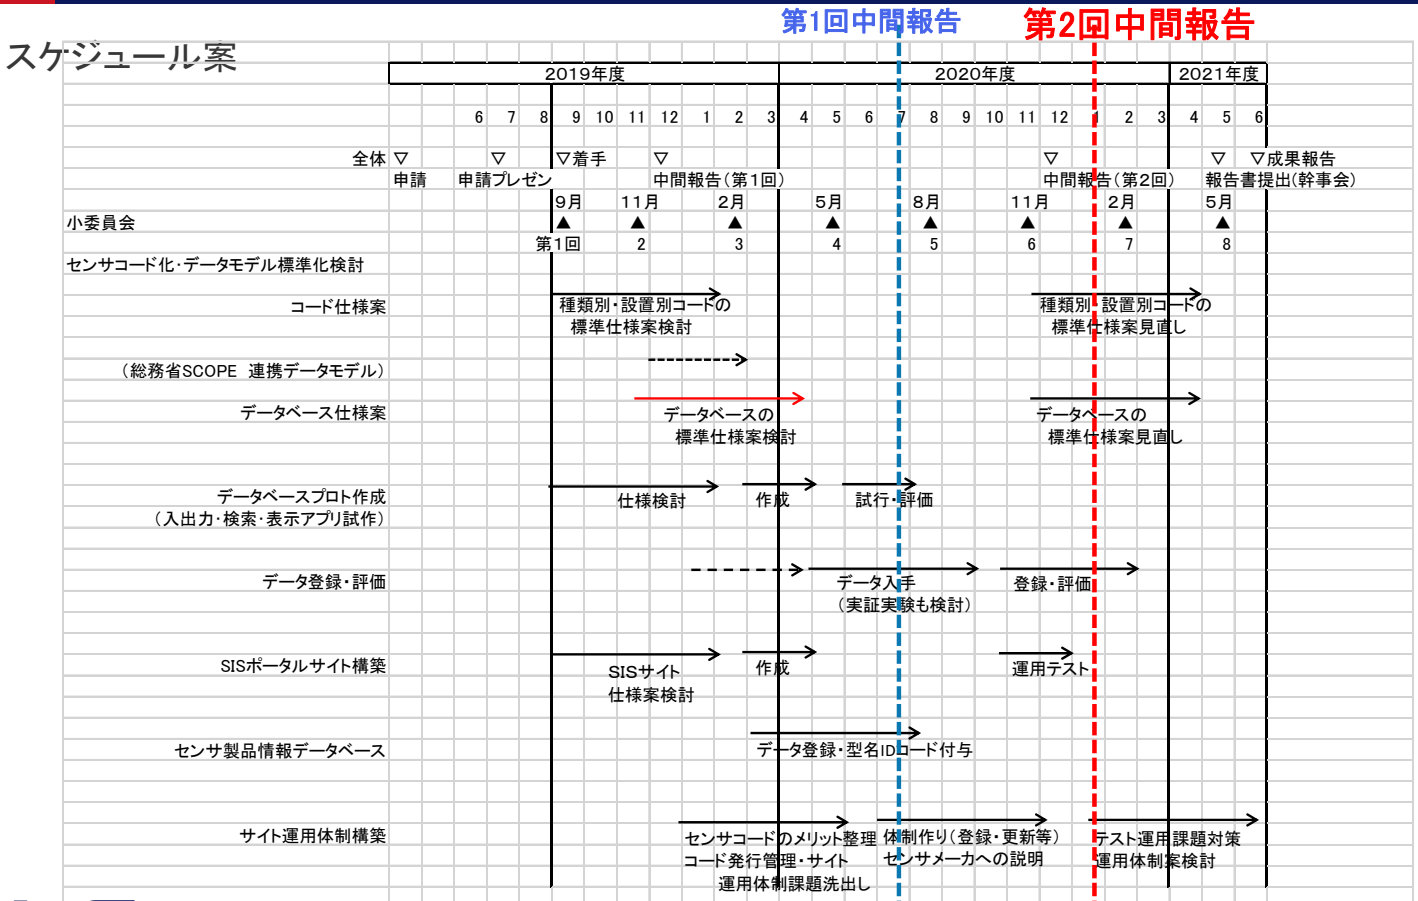 第1回中間報告
第2回中間報告
スケジュール案
2019年度 2020年度 2021年度
6 7 8 9 10 11 12 1 2 3 4 5 6 7 8 9 10 11 12 1 2 3 4 5 6
全体 ▽ ▽ ▽着手 ▽ ▽ ▽ ▽成果報告
申請 申請プレゼン 中間報告(第1回) 中間報告(第2回) 報告書提出(幹事会)
9月 11月 2月 5月 8月 11月 2月 5月
小委員会 ▲ ▲ ▲ ▲ ▲ ▲ ▲ ▲
第1回 2 3 4 5 6 7 8
センサコード化・データモデル標準化検討
コード仕様案 種類別・設置別コードの 種類別・設置別コードの
標準仕様案検討 標準仕様案見直し
(総務省SCOPE 連携データモデル)
データベース仕様案 データベースの データベースの
標準仕様案検討 標準仕様案見直し
データベースプロト作成 仕様検討 作成 試行・評価
(入出力・検索・表示アプリ試作)
データ登録・評価 データ入手 登録・評価
(実証実験も検討)
SISポータルサイト構築 SISサイト 作成 運用テスト
仕様案検討
センサ製品情報データベース データ登録・型名IDコード付与
サイト運用体制構築 センサコードのメリット整理 体制作り(登録・更新等) テスト運用課題対策
コード発行管理・サイト センサメーカへの説明 運用体制案検討
運用体制課題洗出し